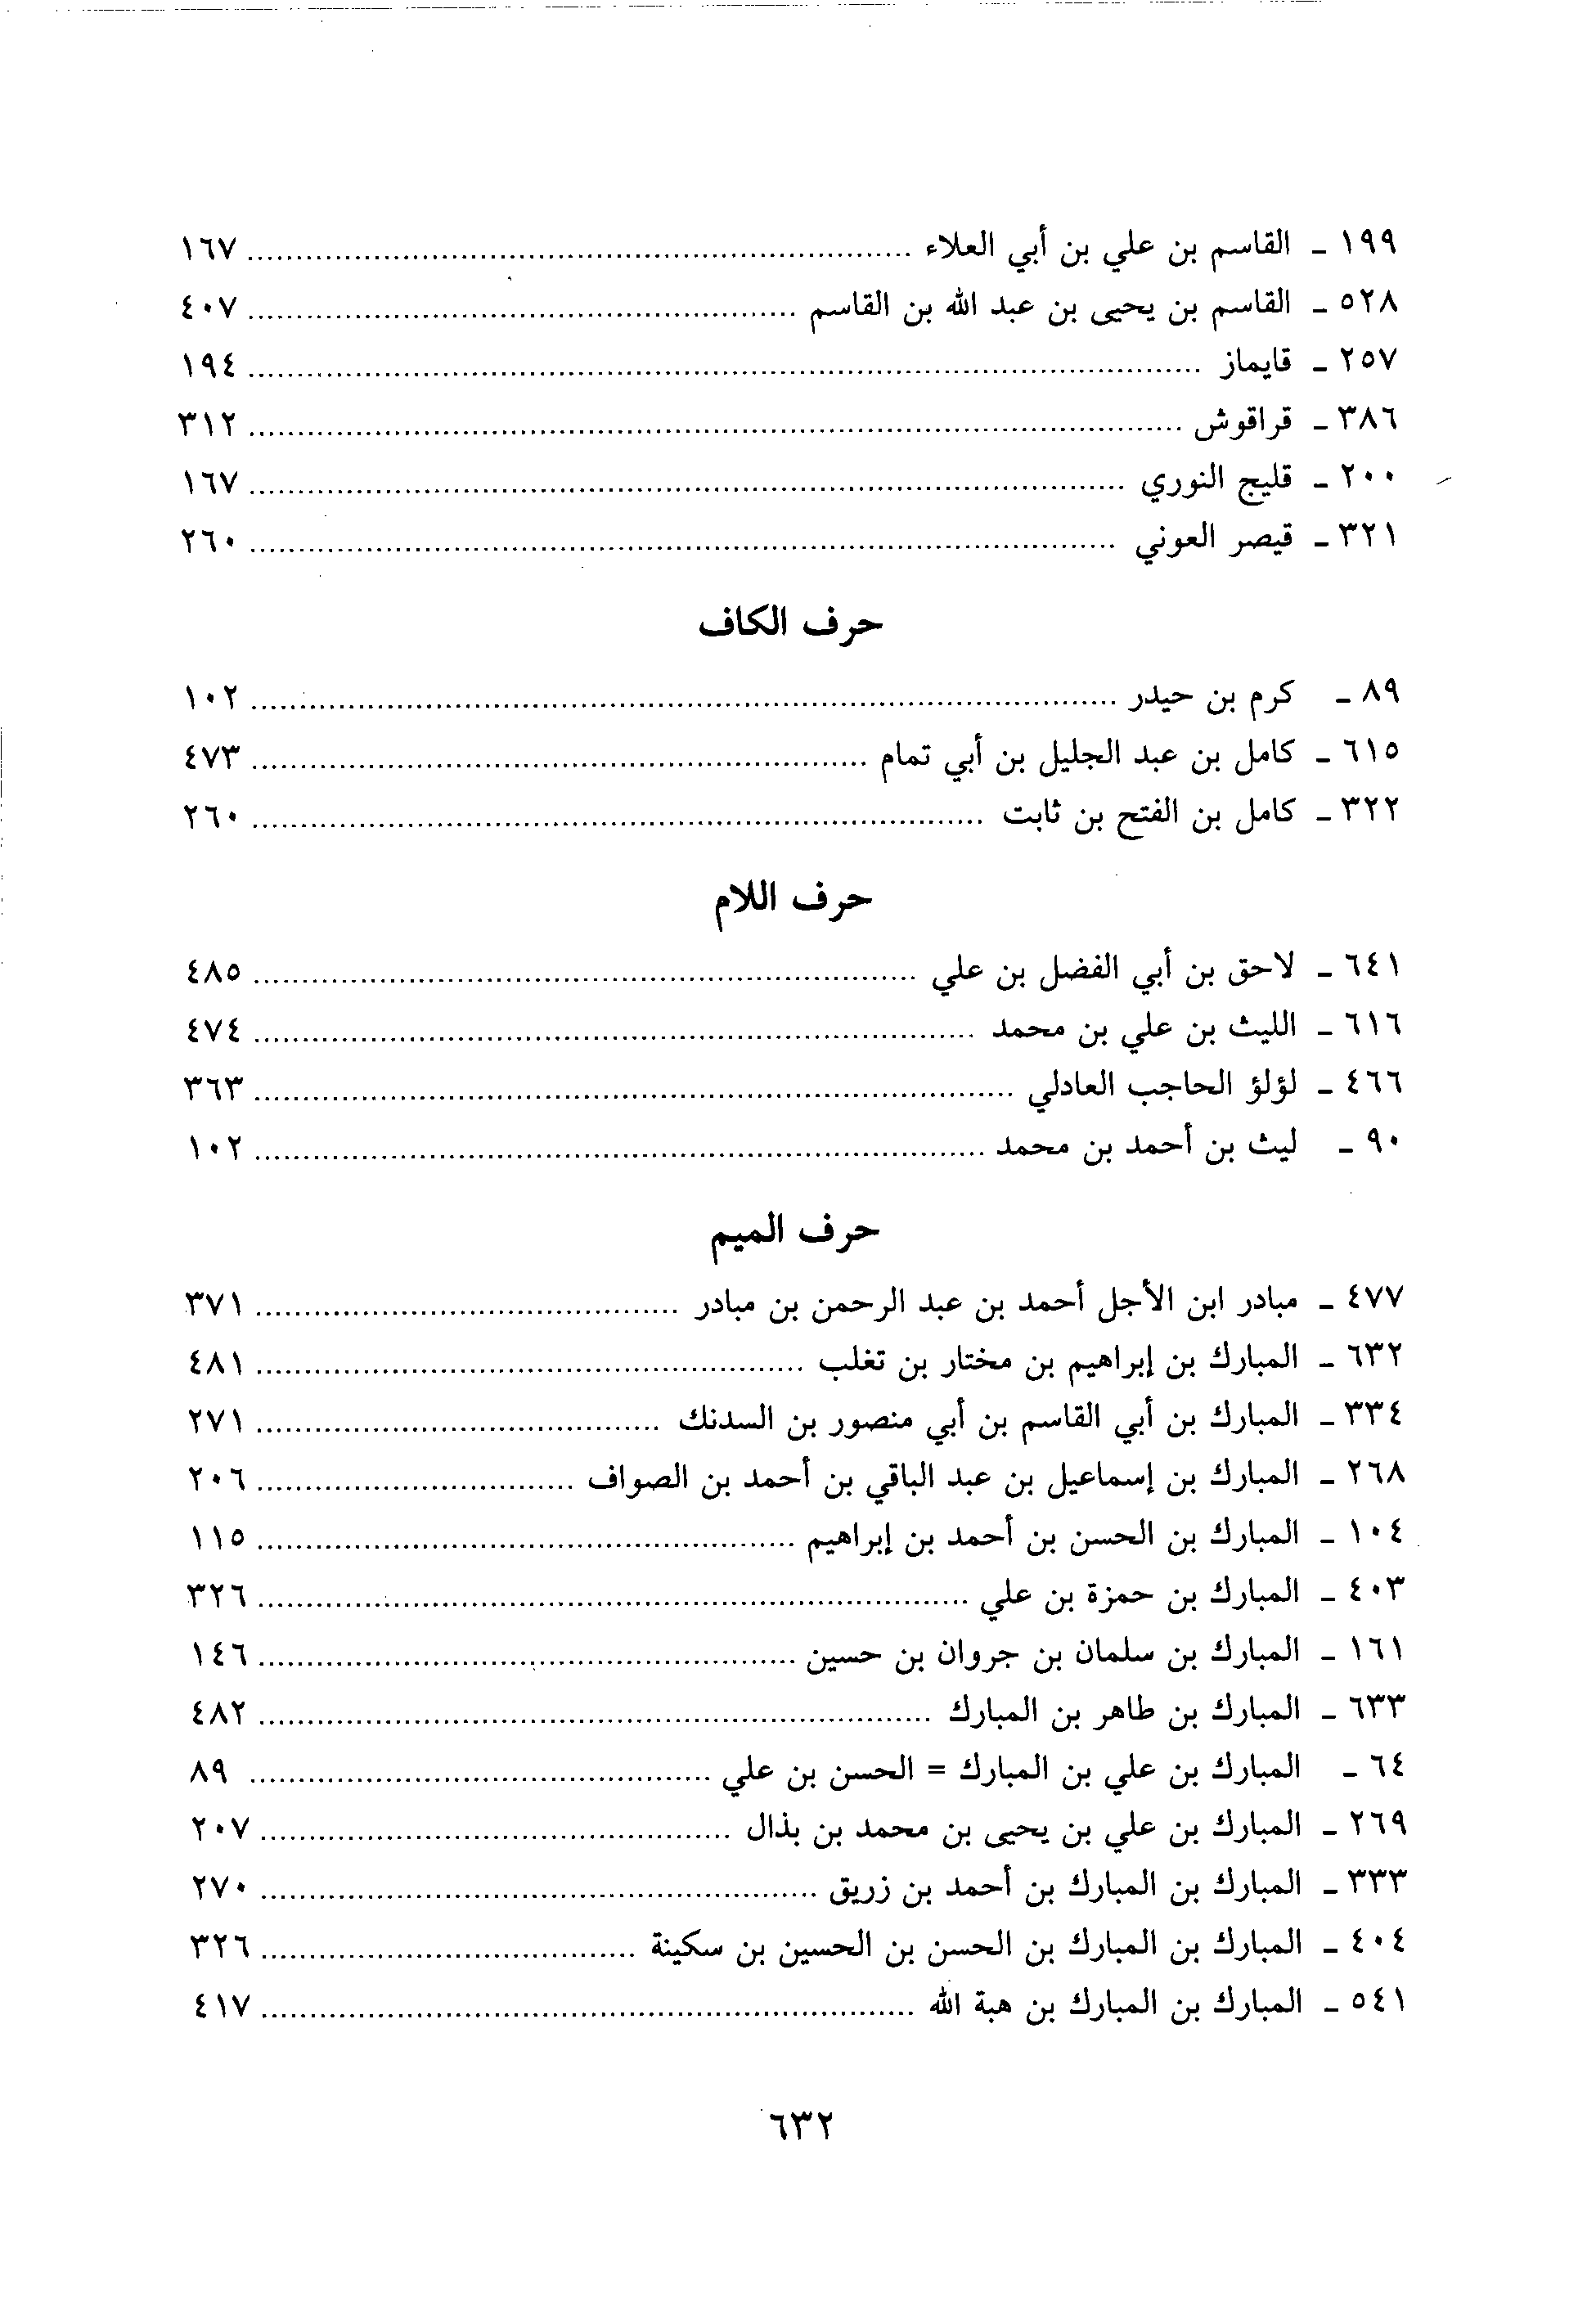 ١٩٩ ـ القاسم بن علي بن أبي العلاء ........ ١٦٧
٥٢٨ ـ القاسم بن يحيى بن عبد الله بن القاسم ........ ٤٠٧
٢٥٧ ـ قايماز ........ ١٩٤
٣٨٦ ـ قراقوش ........ ٣١٢
٢٠٠ ـ قليج النوري ........ ١٦٧
٣٢١ ـ قيصر العوني ........ ٢٦٠
حرف الكاف
٨٩ ـ كرم بن حيدر ........ ١٠٢
٦١٥ ـ كامل بن عبد الجليل بن أبي تمام ........ ٤٧٣
٣٢٢ ـ كامل بن الفتح بن ثابت ........ ٢٦٠
حرف اللام
٦٤١ ـ لاحق بن أبي الفضل بن علي ........ ٤٨٥
٦١٦ ـ الليث بن علي بن محمد ........ ٤٧٤
٤٦٦ ـ لؤلؤ الحاجب العادلي ........ ٣٦٣
٩٠ ـ ليث بن أحمد بن محمد ........ ١٠٢
حرف الميم
٤٧٧ ـ مبادر ابن الأجل أحمد بن عبد الرحمن بن مبادر ........ ٣٧١
٦٣٢ ـ المبارك بن إبراهيم بن مختار بن تغلب ........ ٤٨١
٣٣٤ ـ المبارك بن أبي القاسم بن أبي منصور بن السدنك ........ ٢٧١
٢٦٨ ـ المبارك بن إسماعيل بن عبد الباقي بن أحمد بن الصواف ........ ٢٠٦
١٠٤ ـ المبارك بن الحسن بن أحمد بن إبراهيم ........ ١١٥
٤٠٣ ـ المبارك بن حمزة بن علي ........ ٣٢٦
١٦١ ـ المبارك بن سلمان بن جروان بن حسين ........ ١٤٦
٦٣٣ ـ المبارك بن طاهر بن المبارك ........ ٤٨٢
٦٤ ـ المبارك بن علي بن المبارك = الحسن بن علي ........ ٨٩
٢٦٩ ـ المبارك بن علي بن يحيى بن محمد بن بذال ........ ٢٠٧
٣٣٣ ـ المبارك بن المبارك بن أحمد بن زريق ........ ٢٧٠
٤٠٤ ـ المبارك بن المبارك بن الحسن بن الحسين بن سكينة ........ ٣٢٦
٥٤١ ـ المبارك بن المبارك بن هبة الله ........ ٤١٧
٦٣٢